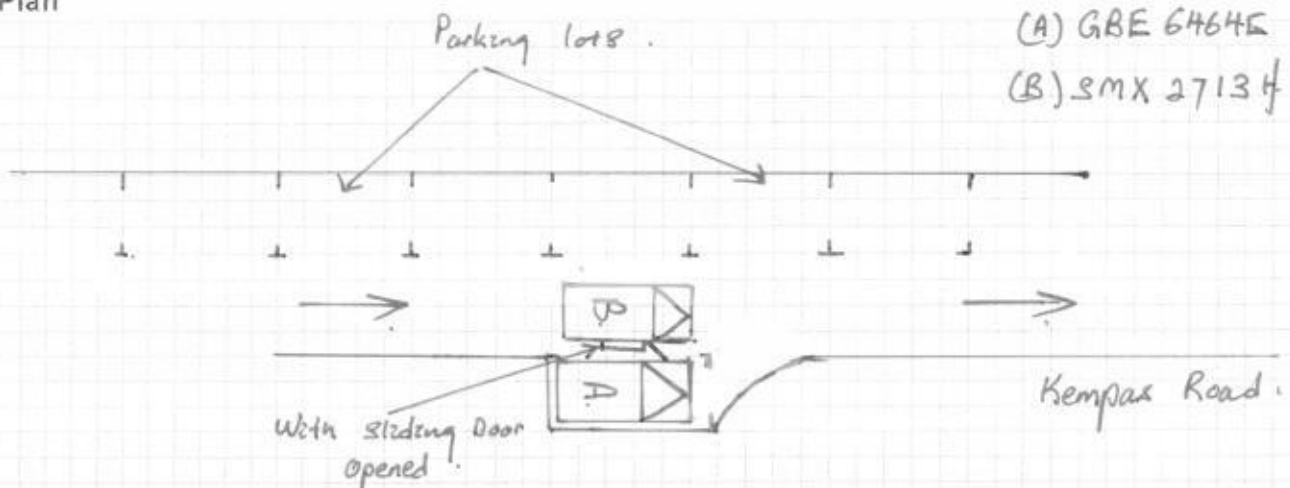 Plan
Parking lots.
(A) GBE 6464E
(B) SMX 2713H
B
A
With sliding Door
opened.
Kempas Road.